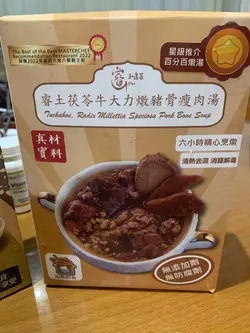 The Best of the Best MASTERCHEF
Recommendation Restaurant 2022
星級推介
百分百燉湯
睿土茯苓牛大力燉豬骨瘦肉湯
Tuckahoe, Radix Millettia Speciosa Pork Bone Soup
真材
實料
六小時精心烹燉
清熱去濕 消腫解毒
無添加劑
無防腐劑